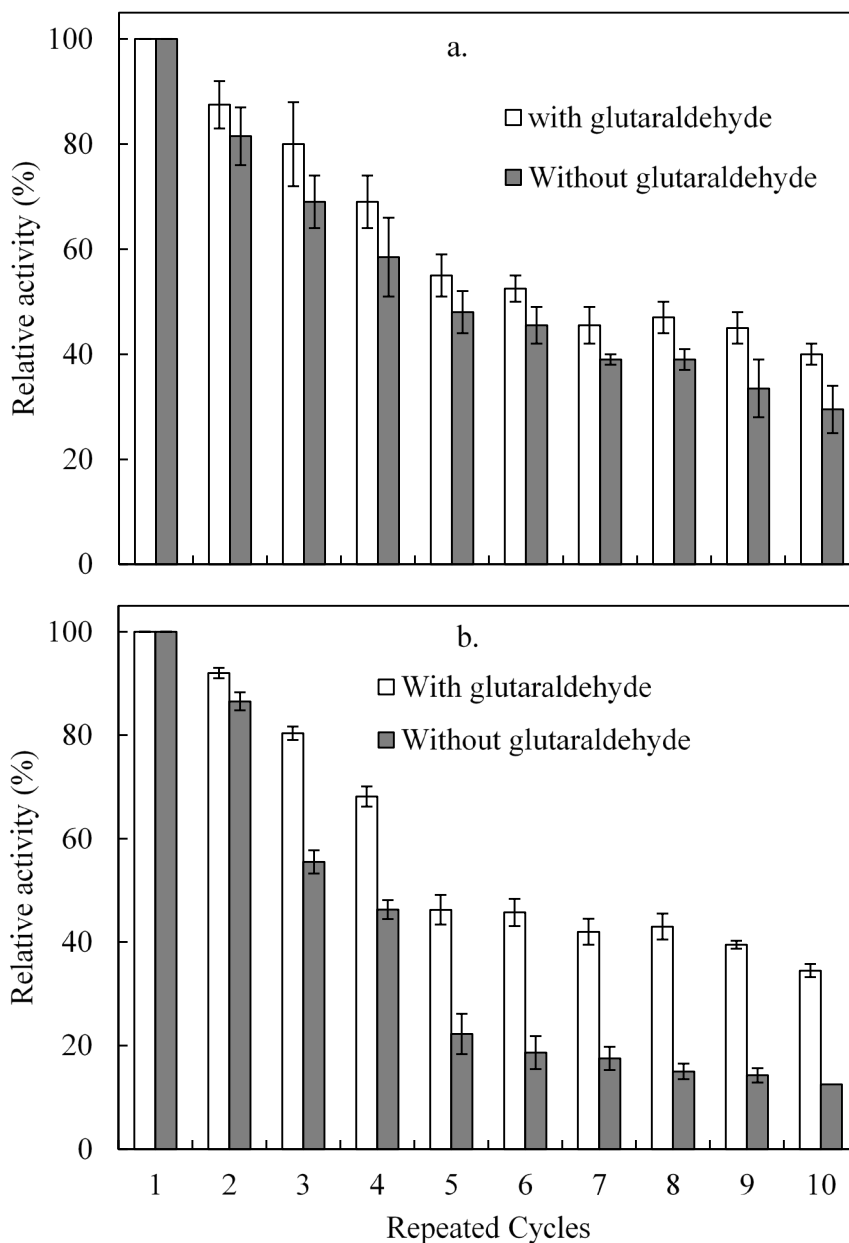 a.
100
80
60
40
20
0
Relative activity (%)
with glutaraldehyde
Without glutaraldehyde
b.
100
80
60
40
20
0
Relative activity (%)
With glutaraldehyde
Without glutaraldehyde
1 2 3 4 5 6 7 8 9 10
Repeated Cycles